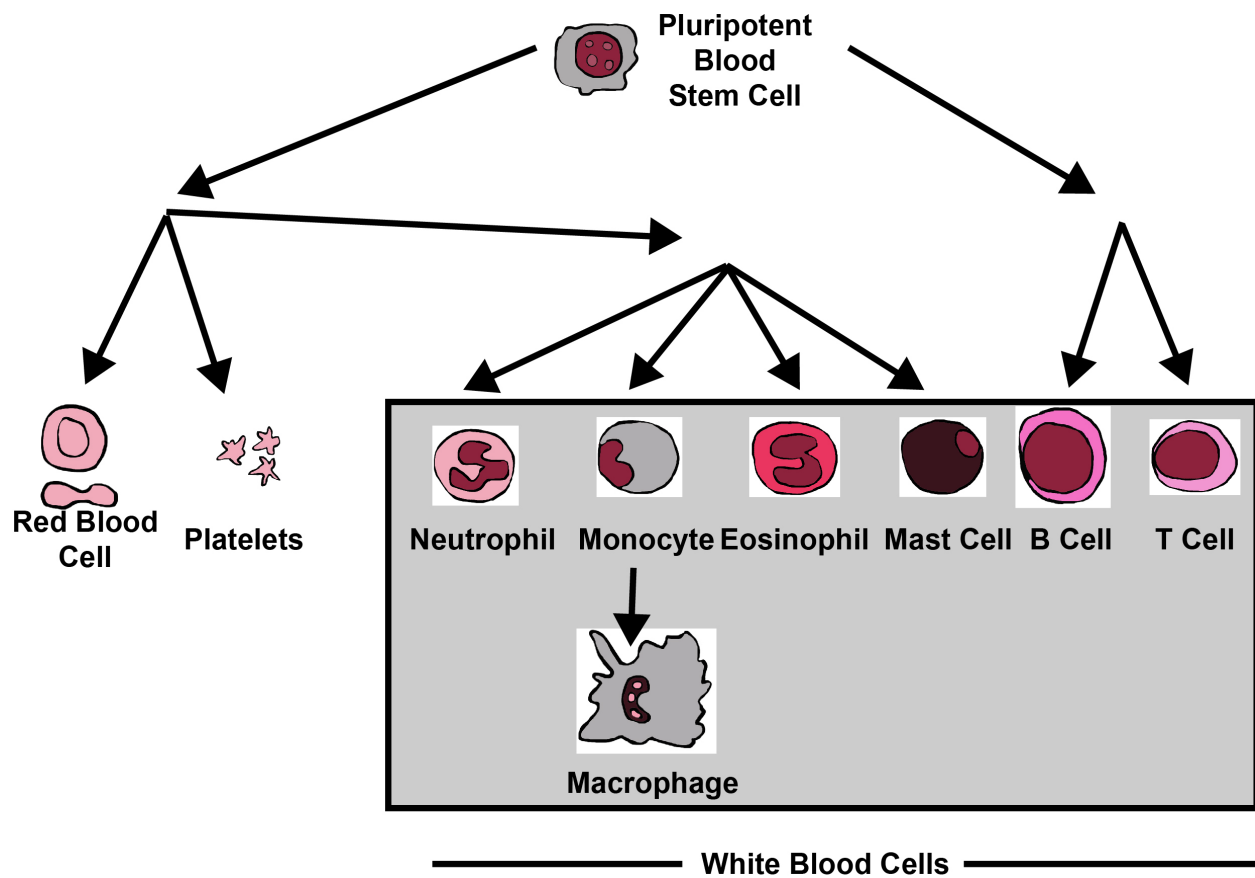 Pluripotent
Blood
Stem Cell
Red Blood
Cell
Platelets
Neutrophil
Monocyte
Eosinophil
Mast Cell
B Cell
T Cell
Macrophage
White Blood Cells